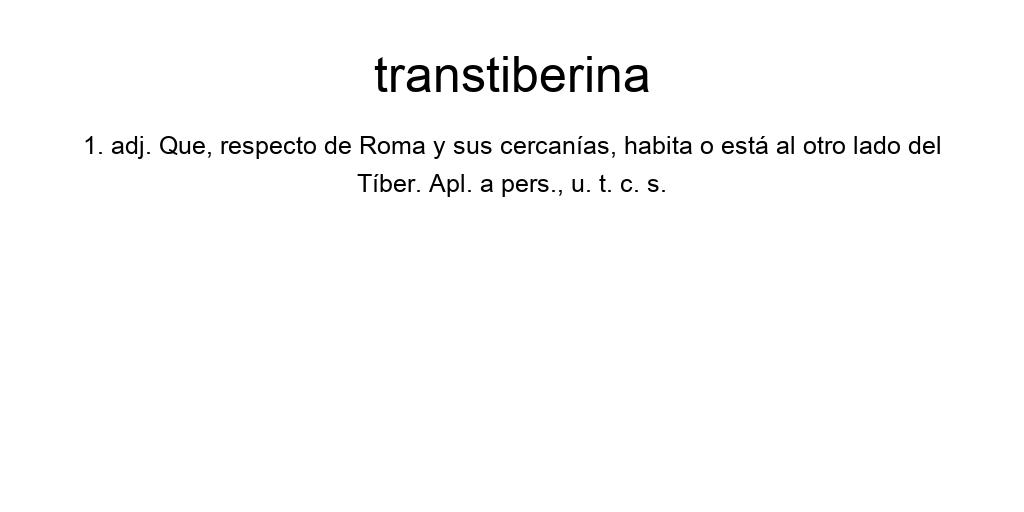 transtiberina
1. adj. Que, respecto de Roma y sus cercanías, habita o está al otro lado del
Tíber. Apl. a pers., u. t. c. s.